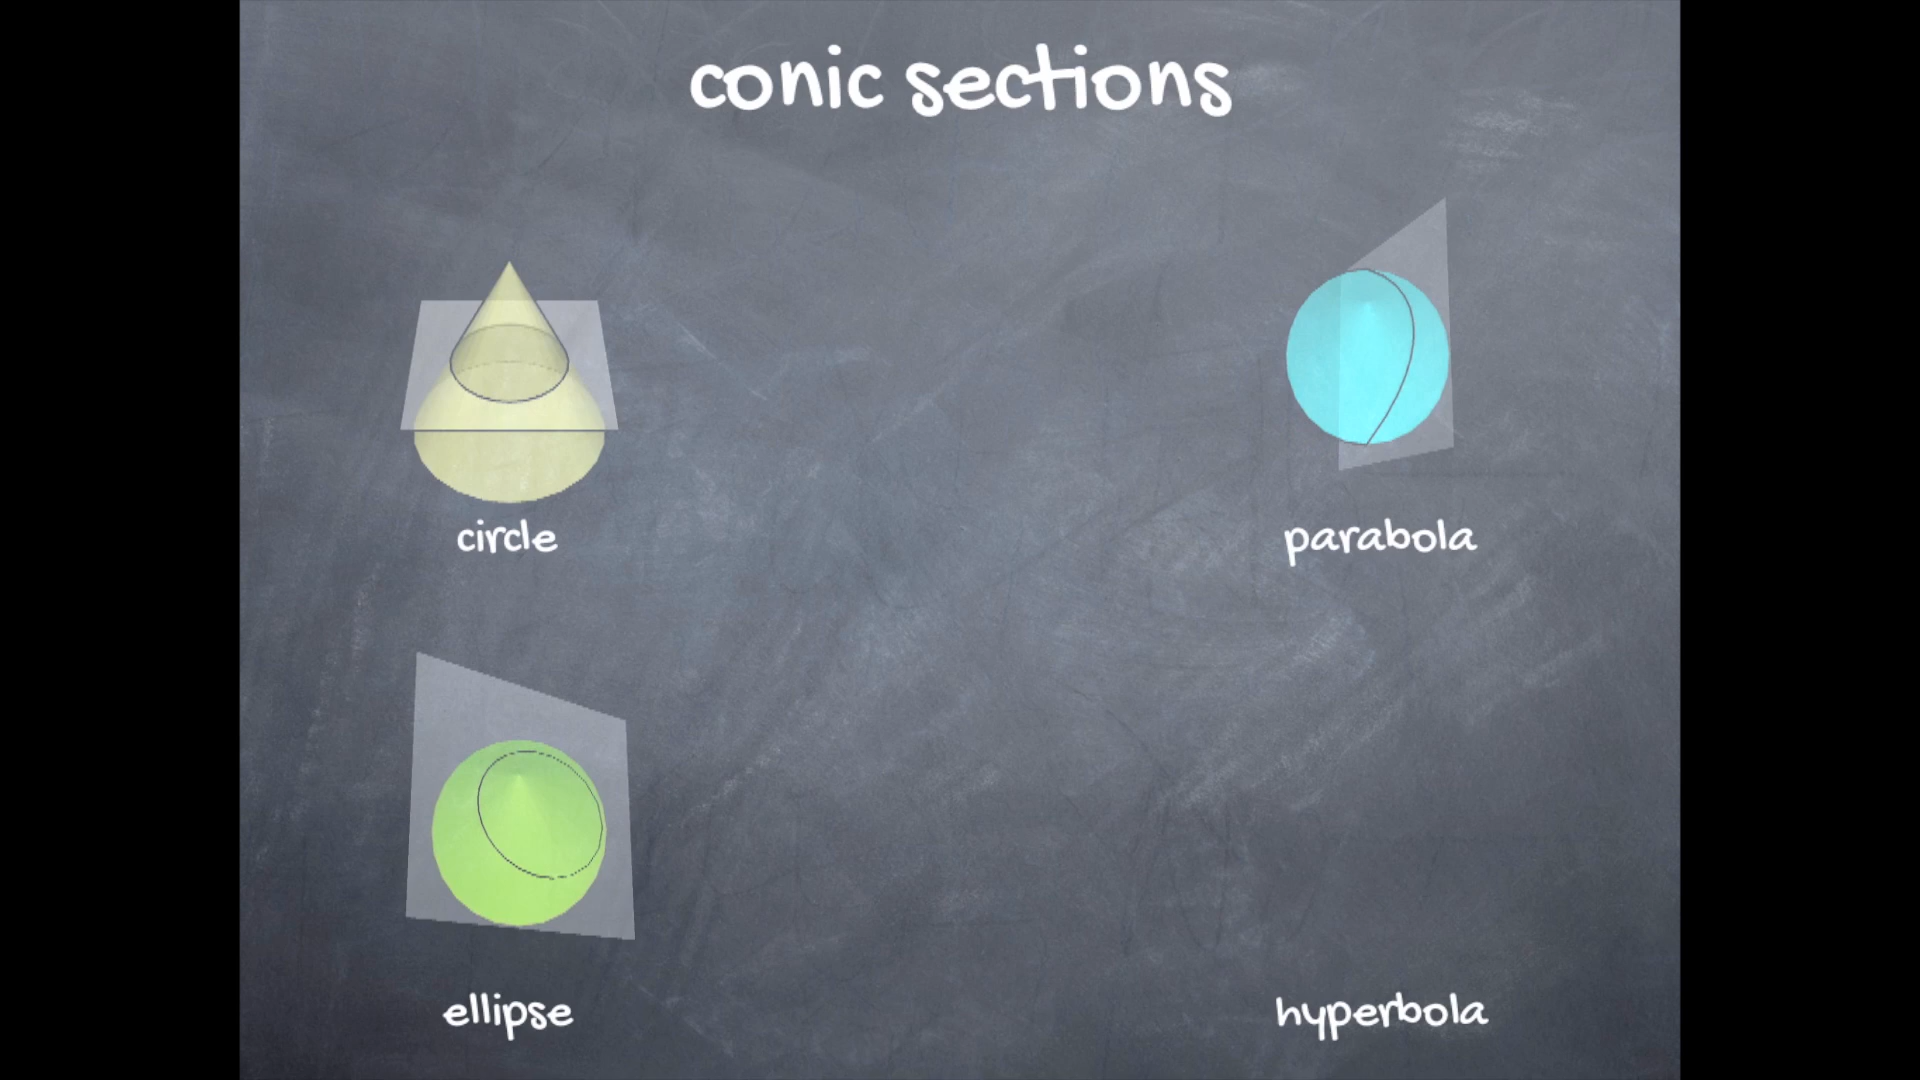 conic sections
circle
parabola
ellipse
hyperbola